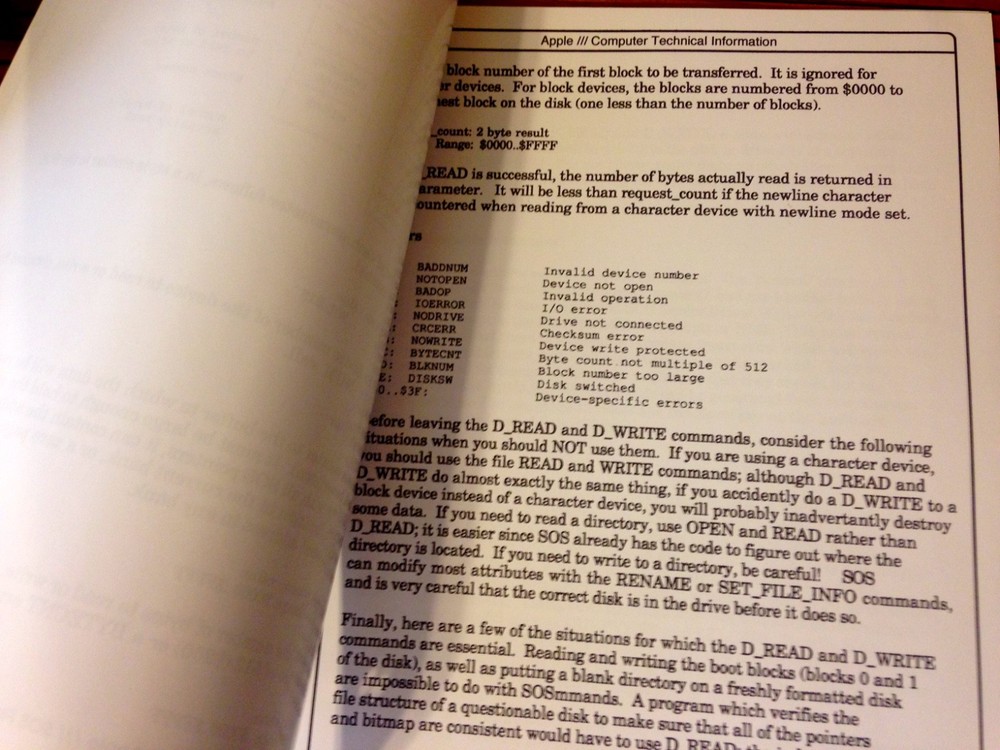 Apple /// Computer Technical Information
block number of the first block to be transferred. It is ignored for
devices. For block devices, the blocks are numbered from $0000 to
block on the disk (one less than the number of blocks).
_count: 2 byte result
Range: $0000..$FFFF
_READ is successful, the number of bytes actually read is returned in
arameter. It will be less than request_count if the newline character
ountered when reading from a character device with newline mode set.
rs
BADDNUM Invalid device number
NOTOPEN Device not open
BADOP Invalid operation
: IOERROR I/O error
: NODRIVE Drive not connected
: CRCERR Checksum error
: NOWRITE Device write protected
: BYTECNT Byte count not multiple of 512
: BLKNUM Block number too large
E: DISKSW Disk switched
0..$3F: Device-specific errors
efore leaving the D_READ and D_WRITE commands, consider the following
ituations when you should NOT use them. If you are using a character device,
you should use the file READ and WRITE commands; although D_READ and
D_WRITE do almost exactly the same thing, if you accidently do a D_WRITE to a
block device instead of a character device, you will probably inadvertantly destroy
some data. If you need to read a directory, use OPEN and READ rather than
D_READ; it is easier since SOS already has the code to figure out where the
directory is located. If you need to write to a directory, be careful! SOS
can modify most attributes with the RENAME or SET_FILE_INFO commands,
and is very careful that the correct disk is in the drive before it does so.
Finally, here are a few of the situations for which the D_READ and D_WRITE
commands are essential. Reading and writing the boot blocks (blocks 0 and 1
of the disk), as well as putting a blank directory on a freshly formatted disk
are impossible to do with SOSmmands. A program which verifies the
file structure of a questionable disk to make sure that all of the pointers
and bitmap are consistent would have to use D_READ;